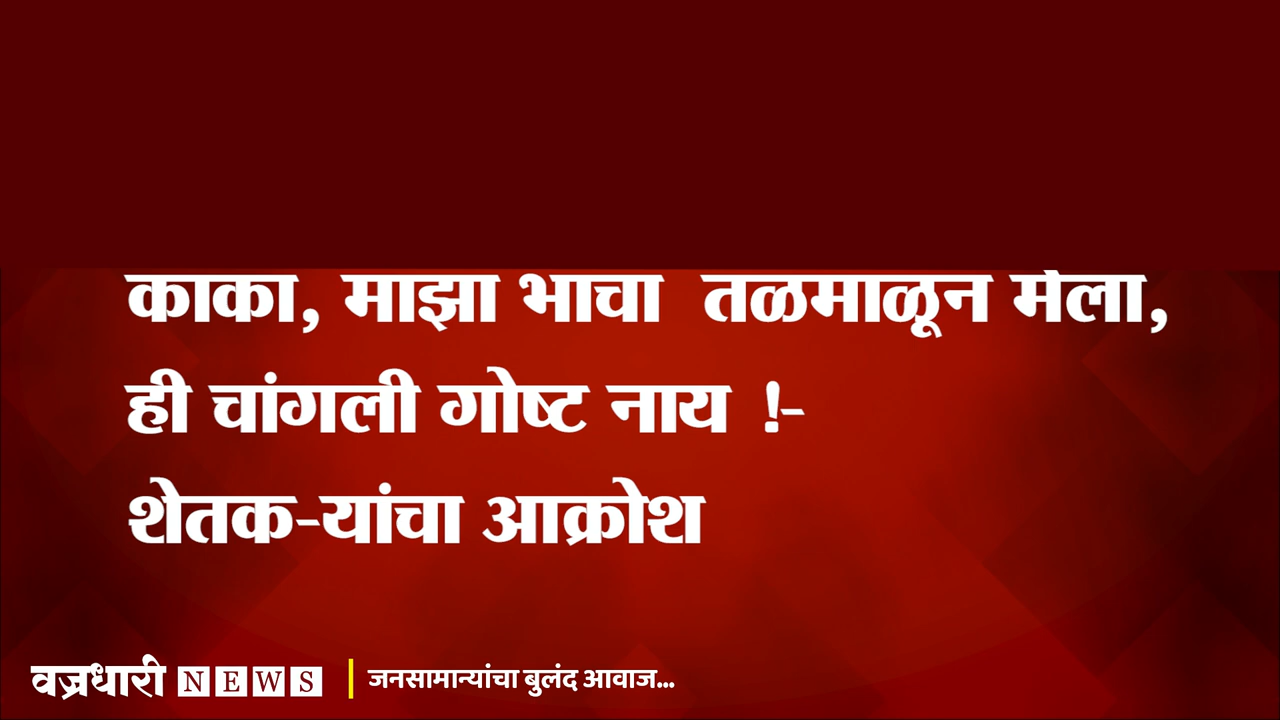 काका, माझा भाचा तळमाळून मेला,
ही चांगली गोष्ट नाय !-
शेतक-यांचा आक्रोश
वज्रधारी NEWS जनसामान्यांचा बुलंद आवाज...